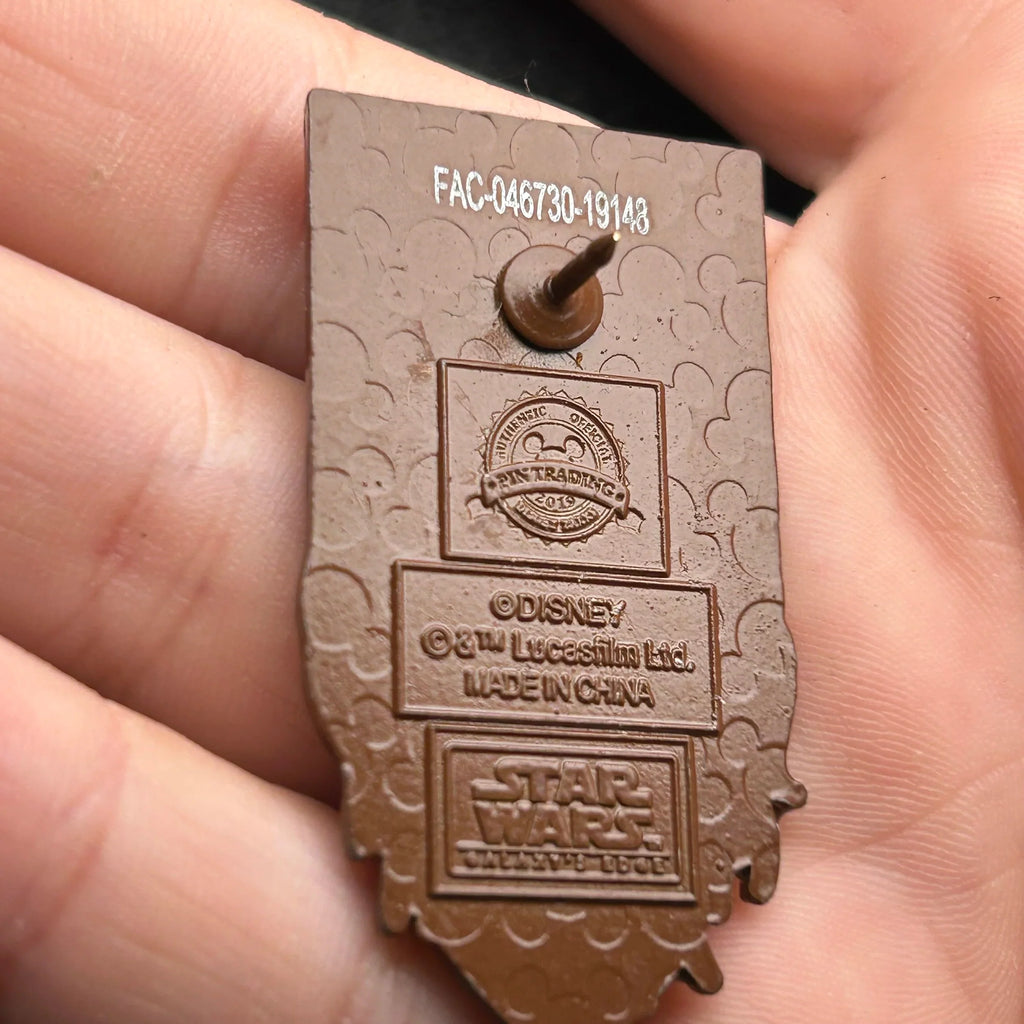 FAC-046730-19148
AUTHENTIC OFFICIAL
PIN TRADING
2019
©DISNEY
©&™ Lucasfilm Ltd.
MADE IN CHINA
STAR
WARS
GALAXY'S EDGE